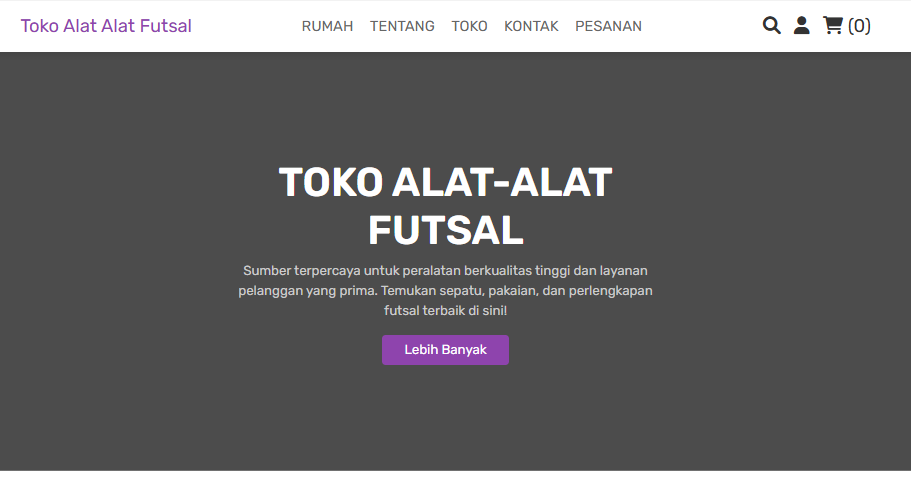 Toko Alat Alat Futsal
RUMAH TENTANG TOKO KONTAK PESANAN
(0)
TOKO ALAT-ALAT
FUTSAL
Sumber terpercaya untuk peralatan berkualitas tinggi dan layanan
pelanggan yang prima. Temukan sepatu, pakaian, dan perlengkapan
futsal terbaik di sini!
Lebih Banyak